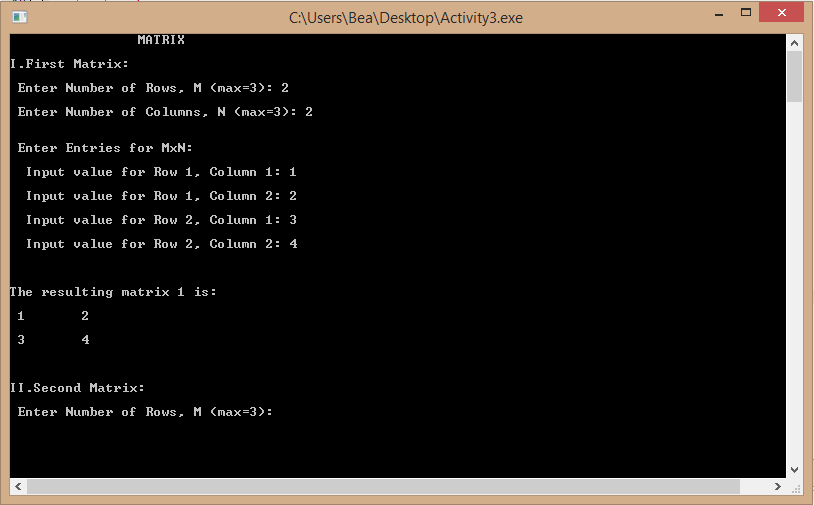 C:\Users\Bea\Desktop\Activity3.exe
MATRIX
I.First Matrix:
Enter Number of Rows, M (max=3): 2
Enter Number of Columns, N (max=3): 2
Enter Entries for MxN:
Input value for Row 1, Column 1: 1
Input value for Row 1, Column 2: 2
Input value for Row 2, Column 1: 3
Input value for Row 2, Column 2: 4
The resulting matrix 1 is:
1 2
3 4
II.Second Matrix:
Enter Number of Rows, M (max=3):